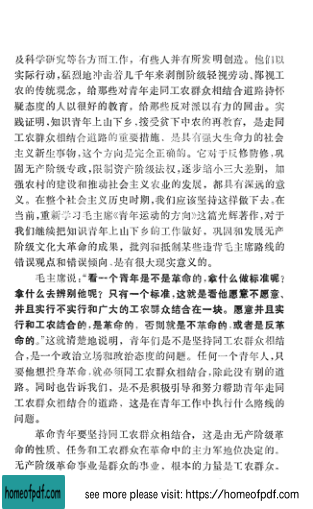 及科学研究等各方面工作，有些人并有所发明创造。他们以
实际行动，猛烈地冲击着几千年来剥削阶级轻视劳动、鄙视工
农的传统观念，给那些对青年走同工农群众相结合道路持怀
疑态度的人以很好的教育，给那些反对派以有力的回击。实
践证明，知识青年上山下乡，接受贫下中农的再教育，是走同
工农群众相结合道路的重要措施，是具有强大生命力的社会
主义新生事物，这个方向是完全正确的。它对于反修防修，巩
固无产阶级专政，限制资产阶级法权，逐步缩小三大差别，加
强农村的建设和推动社会主义农业的发展，都具有深远的意
义。在整个社会主义历史时期，我们应该坚持这样做下去。在
当前，重新学习毛主席《青年运动的方向》这篇光辉著作，对于
我们继续把知识青年上山下乡的工作做好，巩固和发展无产
阶级文化大革命的成果，批判和抵制某些违背毛主席路线的
错误观点和错误倾向，是有很大现实意义的。
毛主席说：“看一个青年是不是革命的，拿什么做标准呢？
拿什么去辨别他呢？只有一个标准，这就是看他愿意不愿意、
并且实行不实行和广大的工农群众结合在一块。愿意并且实
行和工农结合的，是革命的，否则就是不革命的，或者是反革
命的。”这就清楚地说明，青年们是不是坚持同工农群众相结
合，是一个政治立场和政治态度的问题。任何一个青年人，只
要他想投身革命，就必须同工农群众相结合，除此没有别的道
路。同时也告诉我们，是不是积极引导和努力帮助青年走同
工农群众相结合的道路，这是在青年工作中执行什么路线的
问题。
革命青年要坚持同工农群众相结合，这是由无产阶级革
命的性质、任务和工农群众在革命中的主力军地位决定的。
无产阶级革命事业是群众的事业。根本的力量是工农群众。
homeofpdf.com
see more please visit: https://homeofpdf.com